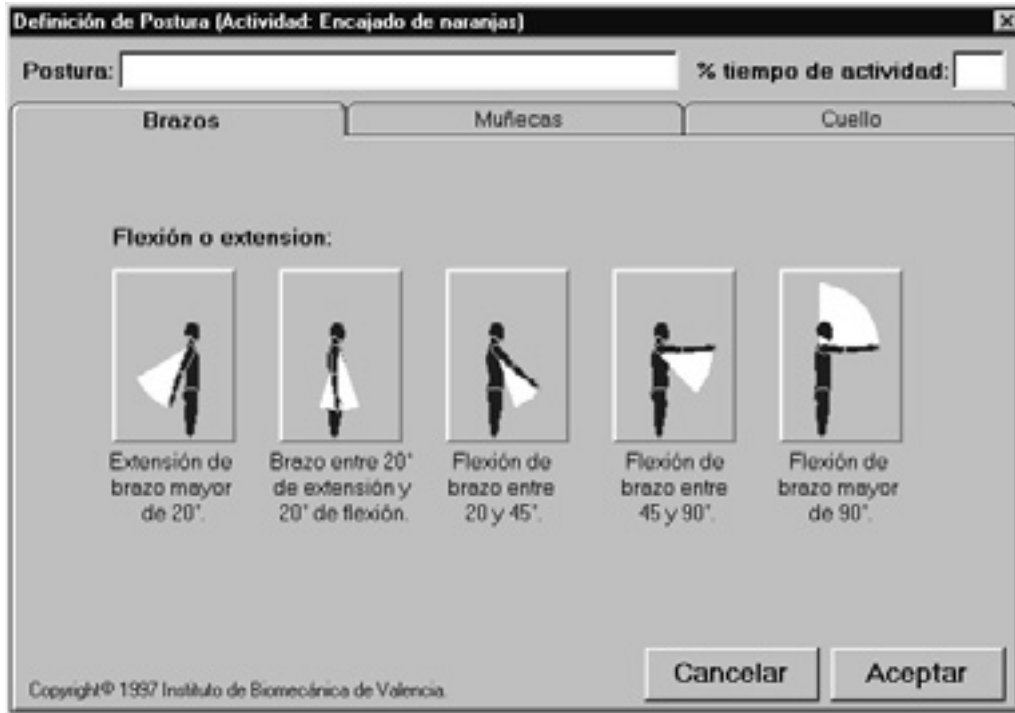 Definición de Postura (Actividad: Encajado de naranjas)
Postura: % tiempo de actividad:
Brazos Muñecas Cuello
Flexión o extension:
Extensión de
brazo mayor
de 20°.
Brazo entre 20°
de extensión y
20° de flexión.
Flexión de
brazo entre
20 y 45°.
Flexión de
brazo entre
45 y 90°.
Flexión de
brazo mayor
de 90°.
Cancelar Aceptar
Copyright© 1997 Instituto de Biomecánica de Valencia.